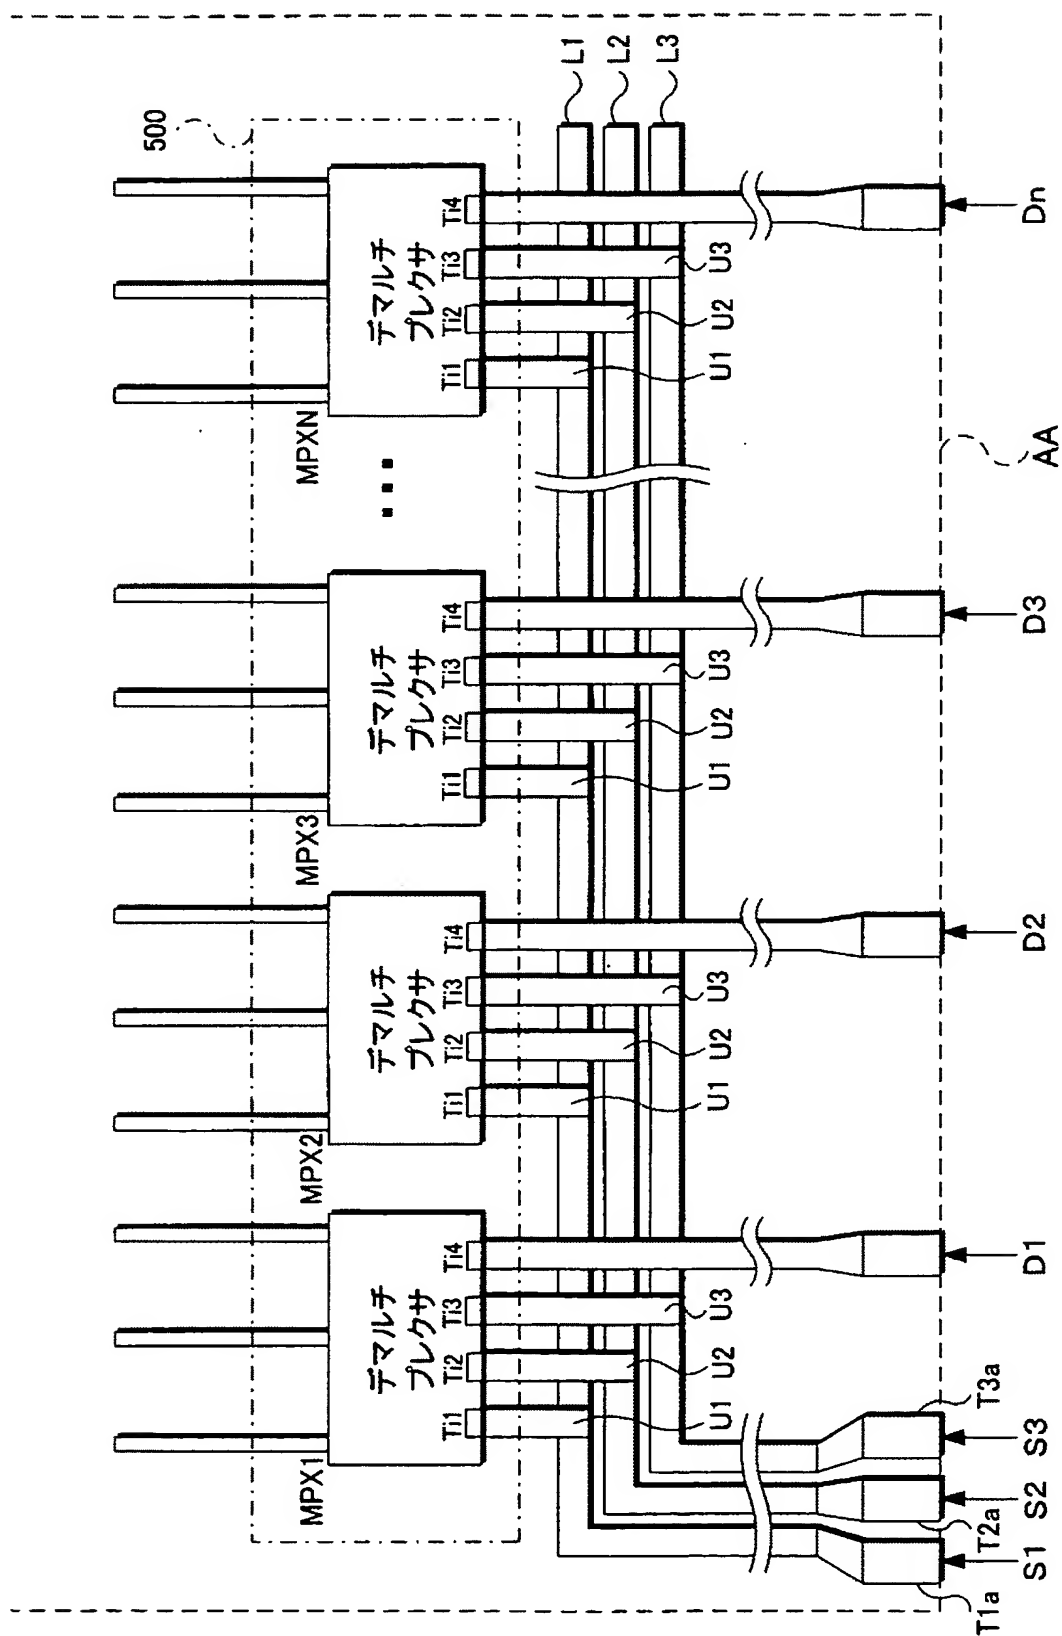 500
L1
L2
L3
MPX1
デマルチ
プレクサ
Ti1
Ti2
Ti3
Ti4
U1
U2
U3
MPX2
デマルチ
プレクサ
Ti1
Ti2
Ti3
Ti4
U1
U2
U3
MPX3
デマルチ
プレクサ
Ti1
Ti2
Ti3
Ti4
U1
U2
U3
MPXN
デマルチ
プレクサ
Ti1
Ti2
Ti3
Ti4
U1
U2
U3
T1a
T2a
T3a
S1
S2
S3
D1
D2
D3
Dn
AA